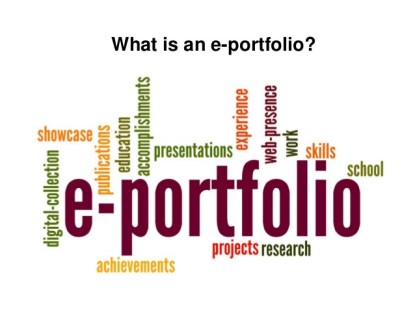 What is an e-portfolio?
showcase
digital-collection
publications
education
accomplishments
presentations
experience
web-presence
work
skills
school
e-portfolio
projects
research
achievements